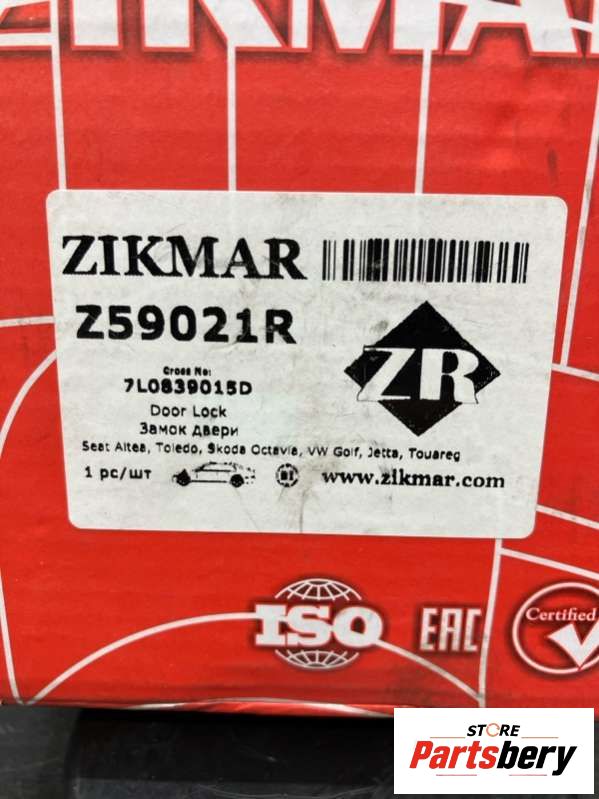 ZIKMAR
ZIKMAR
Z59021R
Cross No:
7L0839015D
Door Lock
Замок двери
Seat Altea, Toledo, Skoda Octavia, VW Golf, Jetta, Touareg
1 pc/шт
ZR
www.zikmar.com
ISO
EAC
Certified
STORE
Partsbery